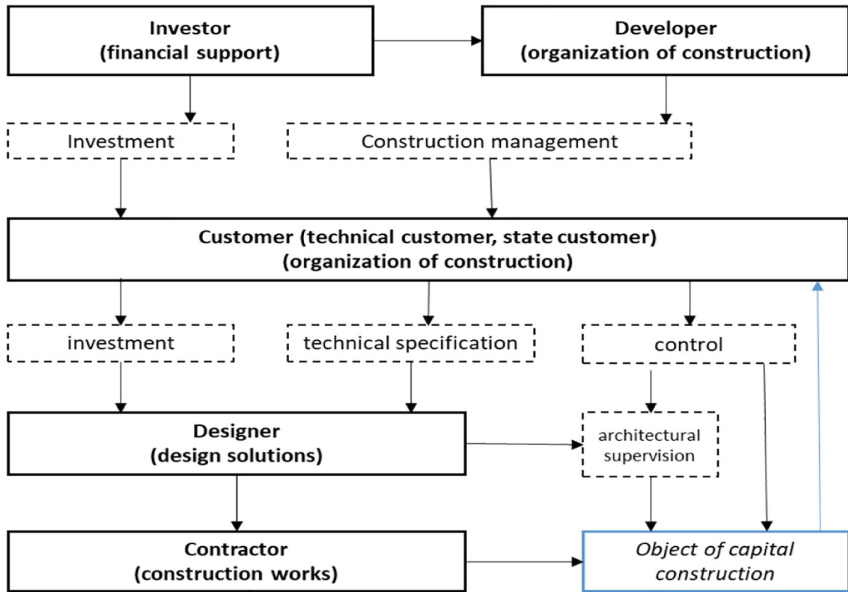 Investor
(financial support)
Developer
(organization of construction)
Investment
Construction management
Customer (technical customer, state customer)
(organization of construction)
investment
technical specification
control
Designer
(design solutions)
architectural
supervision
Contractor
(construction works)
Object of capital
construction